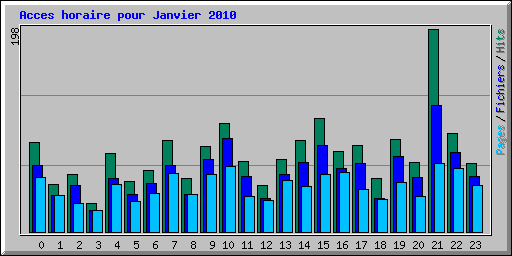 Acces horaire pour Janvier 2010
198
Pages / Fichiers / Hits
0 1 2 3 4 5 6 7 8 9 10 11 12 13 14 15 16 17 18 19 20 21 22 23